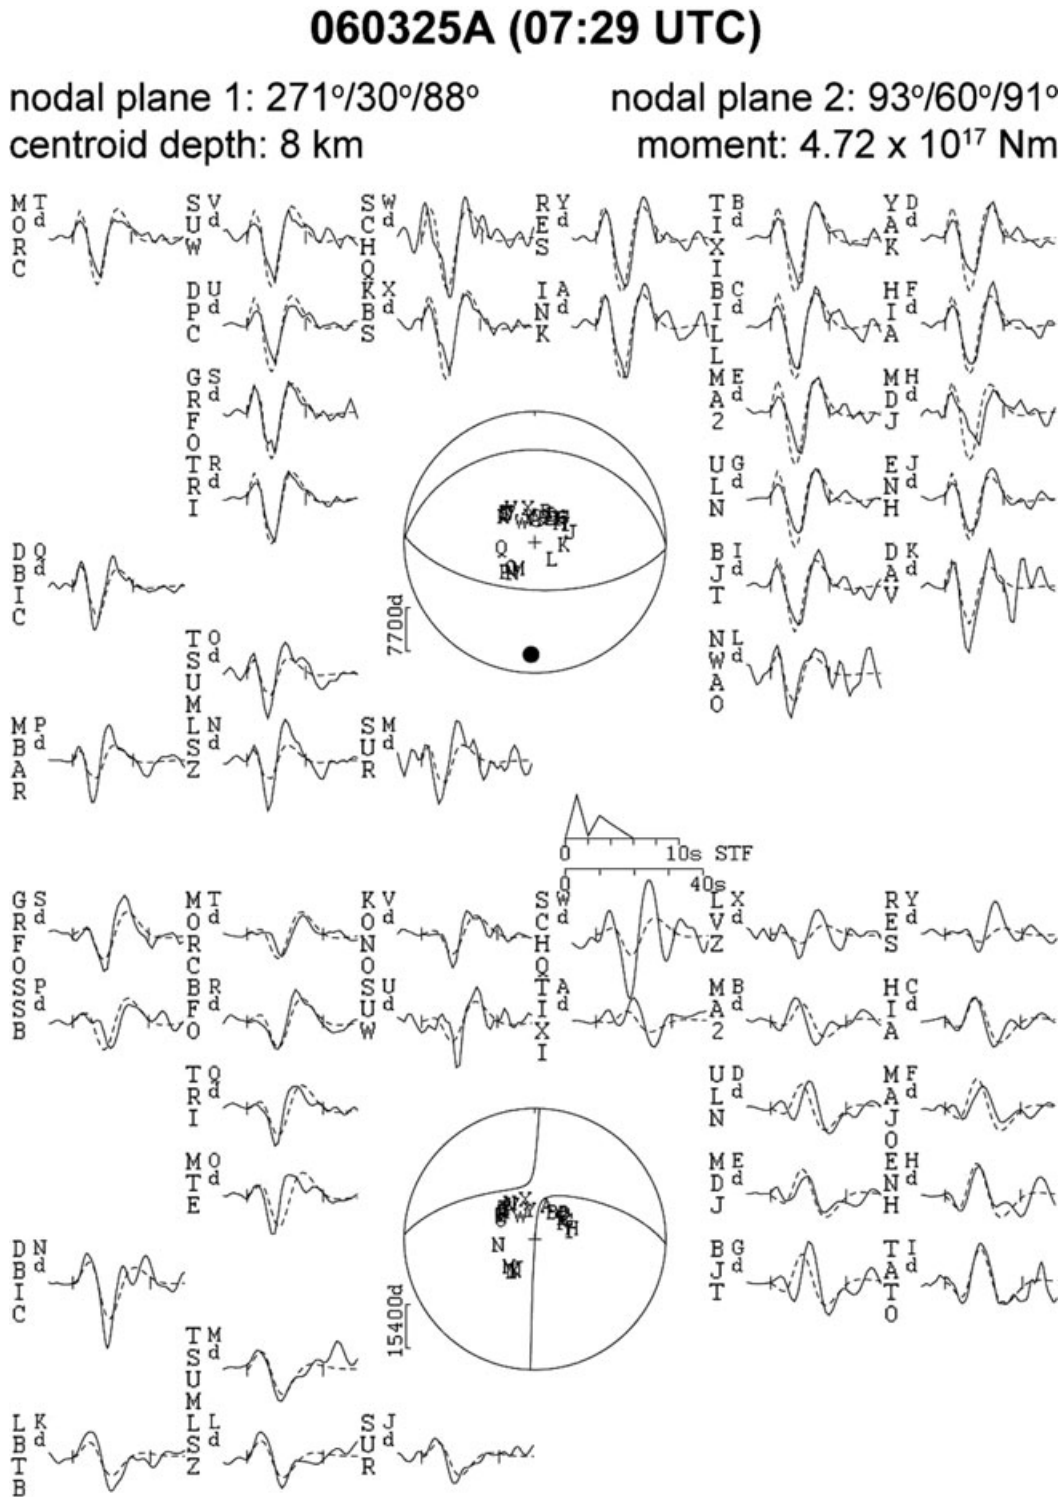 060325A (07:29 UTC)
nodal plane 1: 271°/30°/88° nodal plane 2: 93°/60°/91°
centroid depth: 8 km moment: 4.72 x 10¹⁷ Nm
MORC T d SUW V d SCHQ W d RES Y d TIXI B d YAK D d
DPC U d KBS X d INK A d BILL C d HIA F d
GRFO S d MA2 E d MDJ H d
TRI R d ULN G d ENH J d
W J
Q K
L
M
DBIC Q d BJT I d DAV K d
7700d
TSUM O d NWAO L d
MBAR P d LSZ N d SUR M d
0 10s STF
0 40s
GRFO S d MORC T d KONO V d SCHQ W d LVZ X d RES Y d
SSB P d BFO R d SUW U d TIXI A d MA2 B d HIA C d
TRI Q d ULN D d MAJO F d
MTE O d MDJ E d ENH H d
X
W Y H
N
DBIC N d BJT G d TATO I d
15400d
TSUM M d
LBTB K d LSZ L d SUR J d